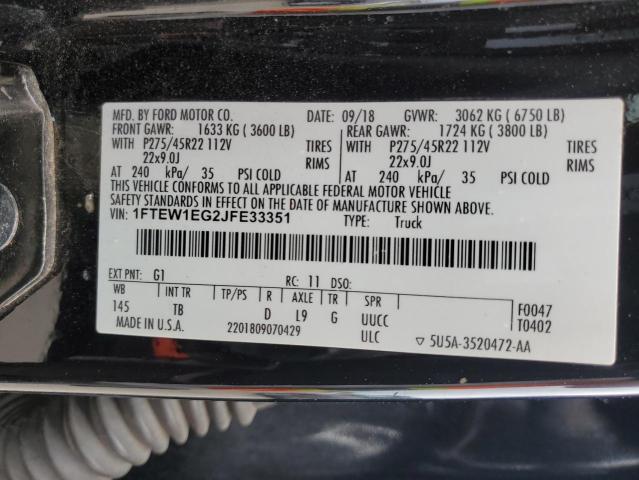 MFD. BY FORD MOTOR CO. DATE: 09/18 GVWR: 3062 KG ( 6750 LB)
FRONT GAWR: 1633 KG ( 3600 LB) REAR GAWR: 1724 KG ( 3800 LB)
WITH P275/45R22 112V TIRES WITH P275/45R22 112V TIRES
22x9.0J RIMS 22x9.0J RIMS
AT 240 kPa/ 35 PSI COLD AT 240 kPa/ 35 PSI COLD
THIS VEHICLE CONFORMS TO ALL APPLICABLE FEDERAL MOTOR VEHICLE
SAFETY STANDARDS IN EFFECT ON THE DATE OF MANUFACTURE SHOWN ABOVE.
VIN: 1FTEW1EG2JFE33351 TYPE: Truck
EXT PNT: G1 RC: 11 DSO:
WB INT TR TP/PS R AXLE TR SPR F0047
145 TB D L9 G UUCC T0402
MADE IN U.S.A. 2201809070429 ULC ▽ 5U5A-3520472-AA